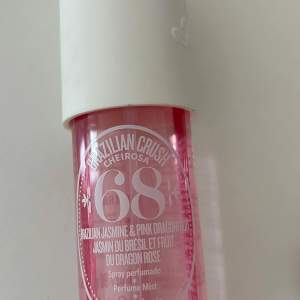 BRAZILIAN CRUSH
CHEIROSA
68
BRAZILIAN JASMINE & PINK DRAGONFRUIT
JASMIN DU BRÉSIL ET FRUIT
DU DRAGON ROSE
Spray perfumado
Perfume Mist